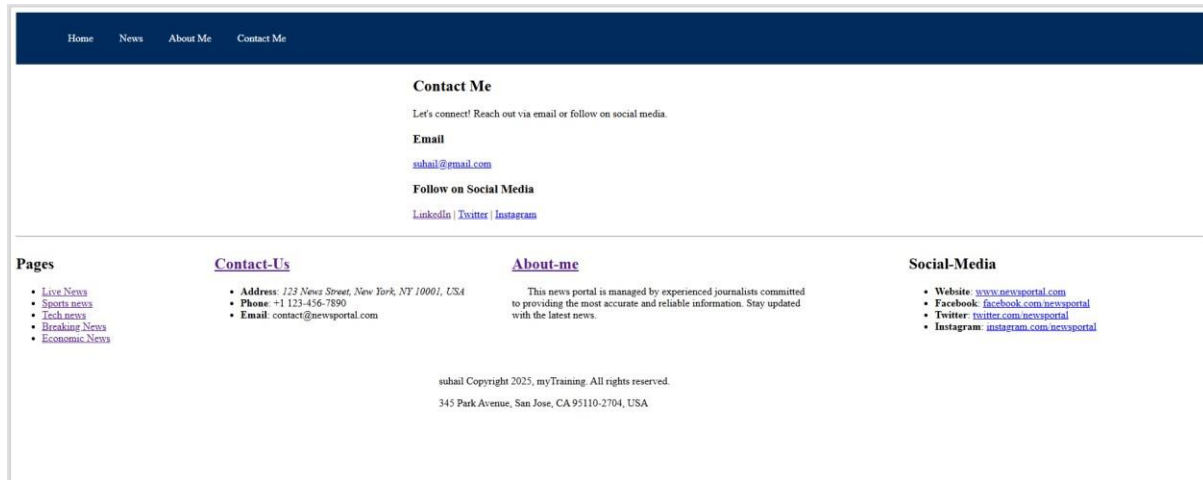 Home News About Me Contact Me
Contact Me
Let's connect! Reach out via email or follow on social media.
Email
suhail@gmail.com
Follow on Social Media
LinkedIn | Twitter | Instagram
Pages
Live News
Sports news
Tech news
Breaking News
Economic News
Contact-Us
Address: 123 News Street, New York, NY 10001, USA
Phone: +1 123-456-7890
Email: contact@newsportal.com
About-me
This news portal is managed by experienced journalists committed
to providing the most accurate and reliable information. Stay updated
with the latest news.
Social-Media
Website: www.newsportal.com
Facebook: facebook.com/newsportal
Twitter: twitter.com/newsportal
Instagram: instagram.com/newsportal
suhail Copyright 2025, myTraining. All rights reserved.
345 Park Avenue, San Jose, CA 95110-2704, USA